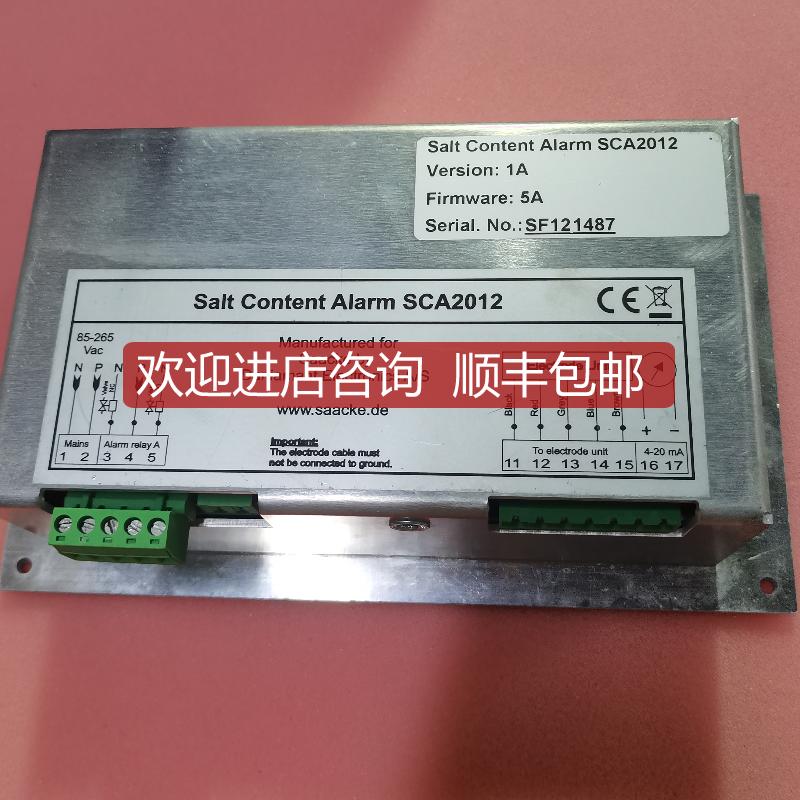 Salt Content Alarm SCA2012
Version: 1A
Firmware: 5A
Serial. No.: SF121487
Salt Content Alarm SCA2012
CE
85-265
Vac
N P N
Manufactured for
欢迎进店咨询 顺丰包邮
www.saacke.de
Valve
NC
Black Red Grey Blue Brown
+ −
Important:
The electrode cable must
not be connected to ground.
Mains Alarm relay A
1 2 3 4 5
To electrode unit 4-20 mA
11 12 13 14 15 16 17